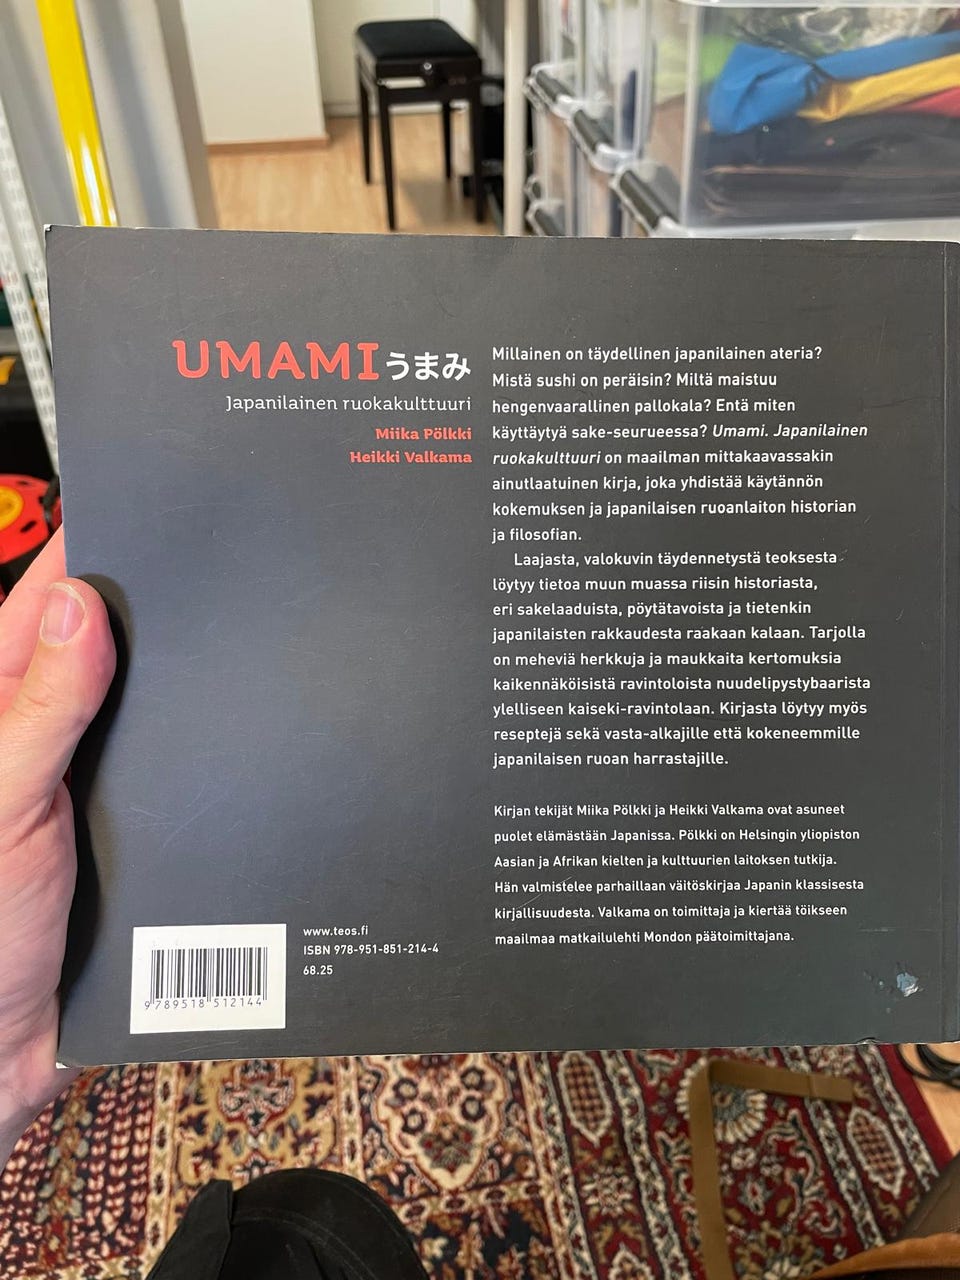 UMAMI うまみ
Japanilainen ruokakulttuuri
Miika Pölkki
Heikki Valkama
Millainen on täydellinen japanilainen ateria?
Mistä sushi on peräisin? Miltä maistuu
hengenvaarallinen pallokala? Entä miten
käyttäytyä sake-seurueessa? Umami. Japanilainen
ruokakulttuuri on maailman mittakaavassakin
ainutlaatuinen kirja, joka yhdistää käytännön
kokemuksen ja japanilaisen ruoanlaiton historian
ja filosofian.
Laajasta, valokuvin täydennetystä teoksesta
löytyy tietoa muun muassa riisin historiasta,
eri sakelaaduista, pöytätavoista ja tietenkin
japanilaisten rakkaudesta raakaan kalaan. Tarjolla
on meheviä herkkuja ja maukkaita kertomuksia
kaikennäköisistä ravintoloista nuudelipystybaarista
ylelliseen kaiseki-ravintolaan. Kirjasta löytyy myös
reseptejä sekä vasta-alkajille että kokeneemmille
japanilaisen ruoan harrastajille.
Kirjan tekijät Miika Pölkki ja Heikki Valkama ovat asuneet
puolet elämästään Japanissa. Pölkki on Helsingin yliopiston
Aasian ja Afrikan kielten ja kulttuurien laitoksen tutkija.
Hän valmistelee parhaillaan väitöskirjaa Japanin klassisesta
kirjallisuudesta. Valkama on toimittaja ja kiertää töikseen
maailmaa matkailulehti Mondon päätoimittajana.
www.teos.fi
ISBN 978-951-851-214-4
68.25
9 789518 512144